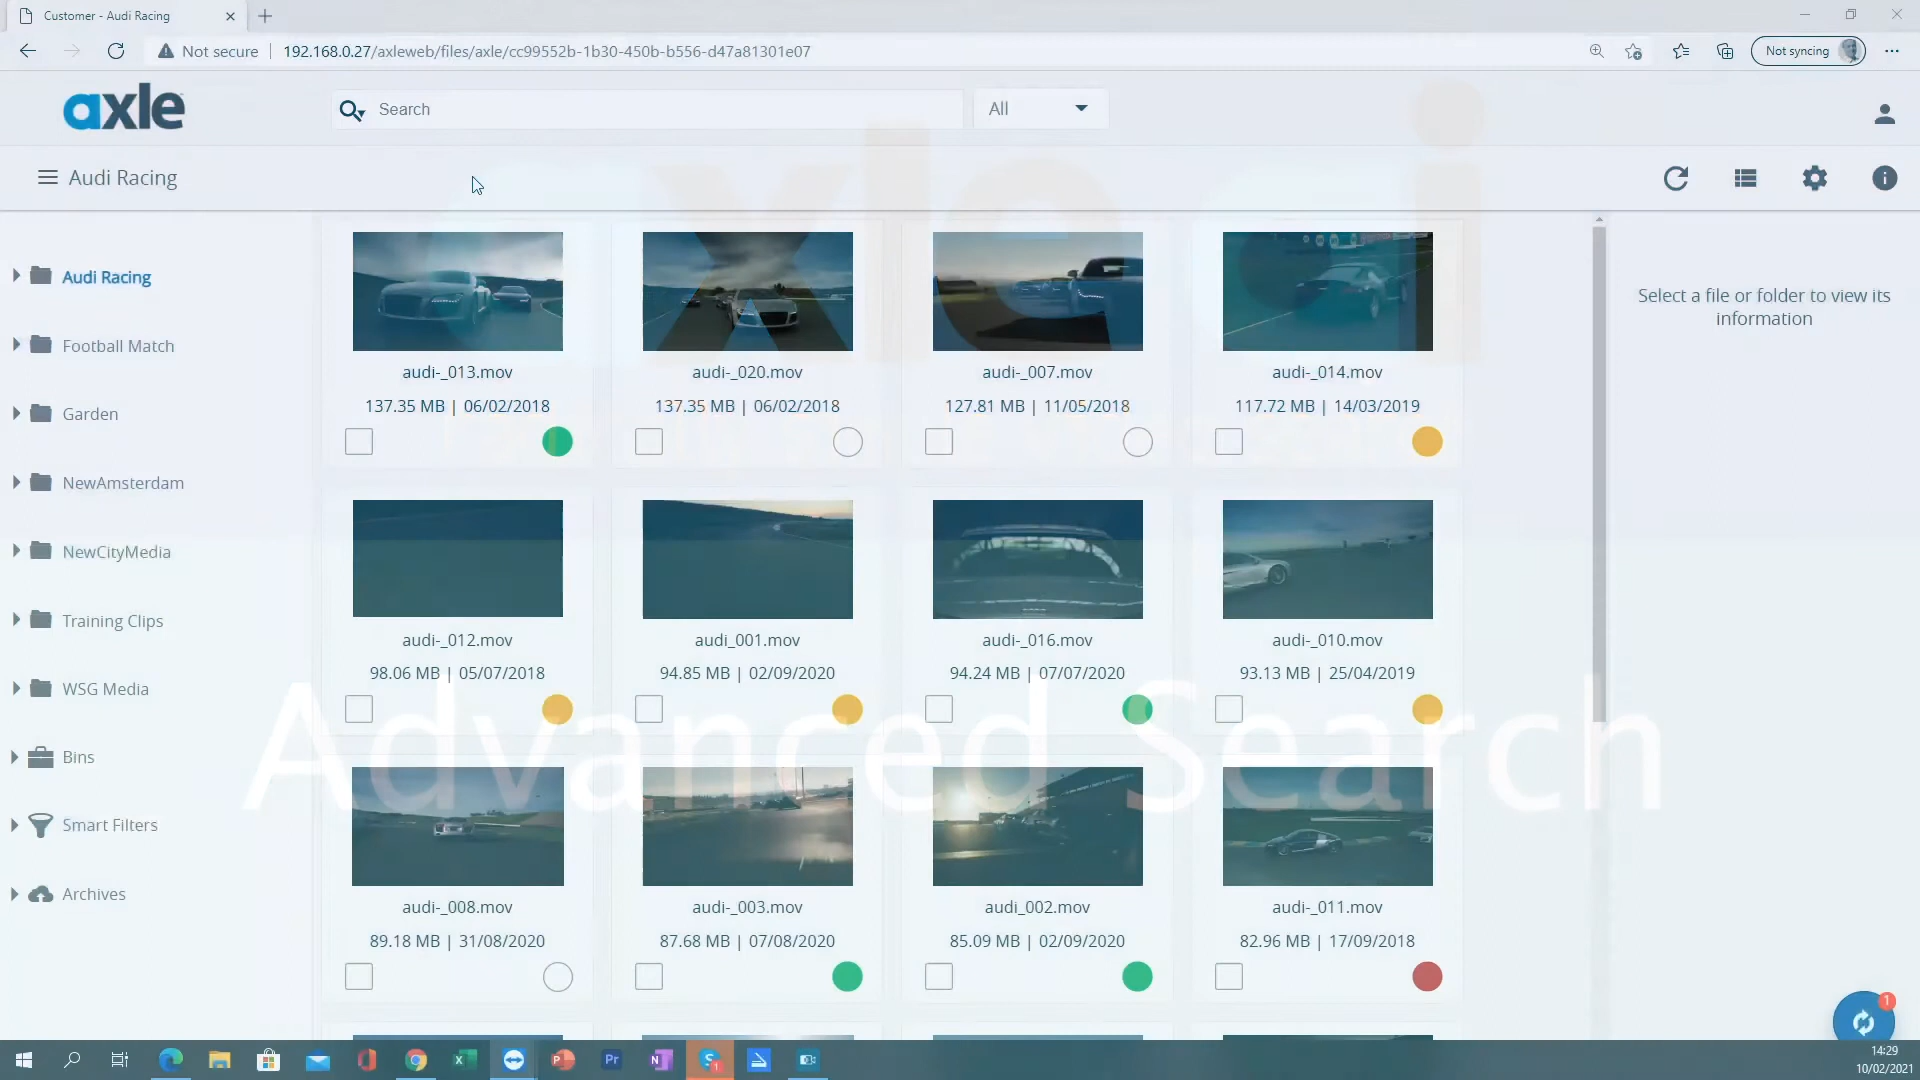 Customer - Audi Racing
Not secure
192.168.0.27/axleweb/files/axle/cc99552b-1b30-450b-b556-d47a81301e07
Not syncing
axle
Search
All
Audi Racing
Audi Racing
Football Match
Garden
NewAmsterdam
NewCityMedia
Training Clips
WSG Media
Bins
Smart Filters
Archives
audi-_013.mov
137.35 MB | 06/02/2018
audi-_020.mov
137.35 MB | 06/02/2018
audi-_007.mov
127.81 MB | 11/05/2018
audi-_014.mov
117.72 MB | 14/03/2019
audi-_012.mov
98.06 MB | 05/07/2018
audi_001.mov
94.85 MB | 02/09/2020
audi-_016.mov
94.24 MB | 07/07/2020
audi-_010.mov
93.13 MB | 25/04/2019
audi-_008.mov
89.18 MB | 31/08/2020
audi-_003.mov
87.68 MB | 07/08/2020
audi_002.mov
85.09 MB | 02/09/2020
audi-_011.mov
82.96 MB | 17/09/2018
Select a file or folder to view its
information
axle ai
Advanced Search
1
14:29
10/02/2021